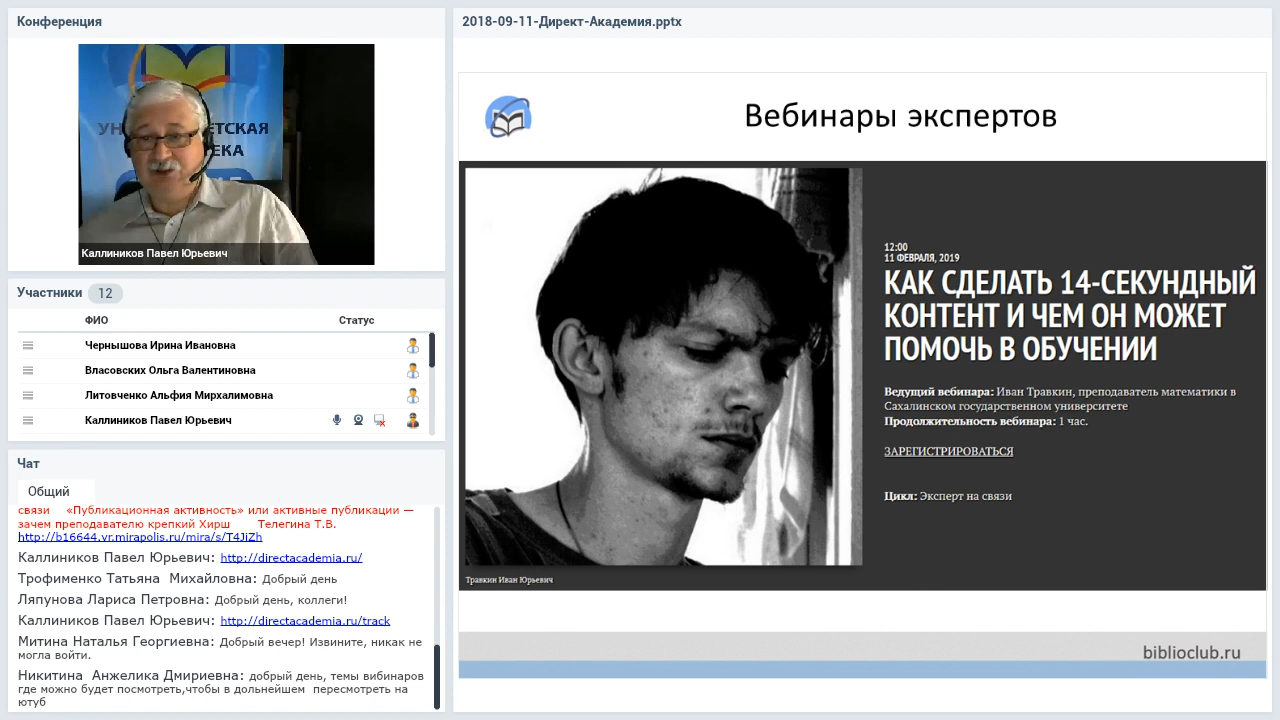 Конференция
УН
ЕТСКАЯ
ЕКА
Каллиников Павел Юрьевич
Участники 12
ФИО Статус
Чернышова Ирина Ивановна
Власовских Ольга Валентиновна
Литовченко Альфия Мирхалимовна
Каллиников Павел Юрьевич
Чат
Общий
связи «Публикационная активность» или активные публикации —
зачем преподавателю крепкий Хирш Телегина Т.В.
http://b16644.vr.mirapolis.ru/mira/s/T4JiZh
Каллиников Павел Юрьевич: http://directacademia.ru/
Трофименко Татьяна Михайловна: Добрый день
Ляпунова Лариса Петровна: Добрый день, коллеги!
Каллиников Павел Юрьевич: http://directacademia.ru/track
Митина Наталья Георгиевна: Добрый вечер! Извините, никак не
могла войти.
Никитина Анжелика Дмириевна: добрый день, темы вибинаров
где можно будет посмотреть,чтобы в дольнейшем пересмотреть на
ютуб
2018-09-11-Директ-Академия.pptx
Вебинары экспертов
12:00
11 ФЕВРАЛЯ, 2019
КАК СДЕЛАТЬ 14-СЕКУНДНЫЙ
КОНТЕНТ И ЧЕМ ОН МОЖЕТ
ПОМОЧЬ В ОБУЧЕНИИ
Ведущий вебинара: Иван Травкин, преподаватель математики в
Сахалинском государственном университете
Продолжительность вебинара: 1 час.
ЗАРЕГИСТРИРОВАТЬСЯ
Цикл: Эксперт на связи
Травкин Иван Юрьевич
biblioclub.ru